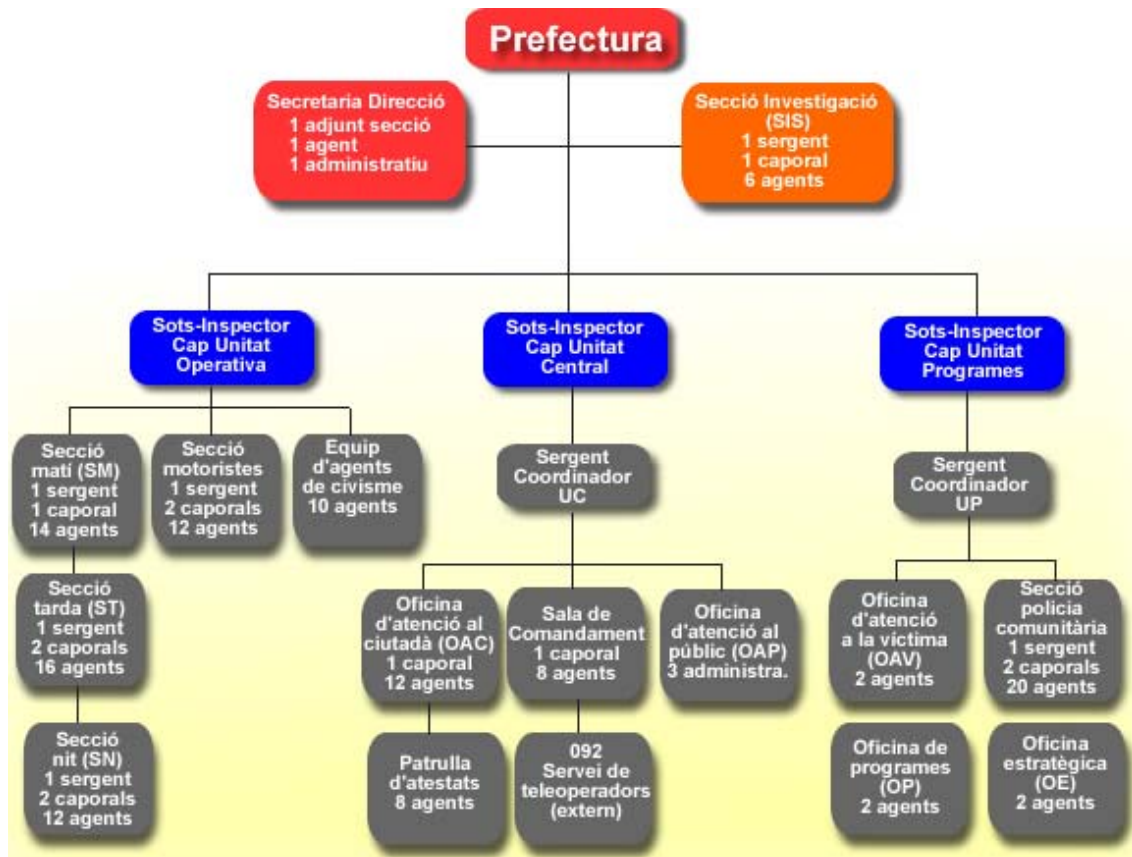 Prefectura
Secretaria Direcció
1 adjunt secció
1 agent
1 administratiu
Secció Investigació
(SIS)
1 sergent
1 caporal
6 agents
Sots-Inspector
Cap Unitat
Operativa
Sots-Inspector
Cap Unitat
Central
Sots-Inspector
Cap Unitat
Programes
Secció
matí (SM)
1 sergent
1 caporal
14 agents
Secció
motoristes
1 sergent
2 caporals
12 agents
Equip
d'agents
de civisme
10 agents
Sergent
Coordinador
UC
Sergent
Coordinador
UP
Secció
tarda (ST)
1 sergent
2 caporals
16 agents
Oficina
d'atenció al
ciutadà (OAC)
1 caporal
12 agents
Sala de
Comandament
1 caporal
8 agents
Oficina
d'atenció al
públic (OAP)
3 administra.
Oficina
d'atenció
a la víctima
(OAV)
2 agents
Secció
policia
comunitària
1 sergent
2 caporals
20 agents
Secció
nit (SN)
1 sergent
2 caporals
12 agents
Patrulla
d'atestats
8 agents
092
Servei de
teleoperadors
(extern)
Oficina de
programes
(OP)
2 agents
Oficina
estratègica
(OE)
2 agents